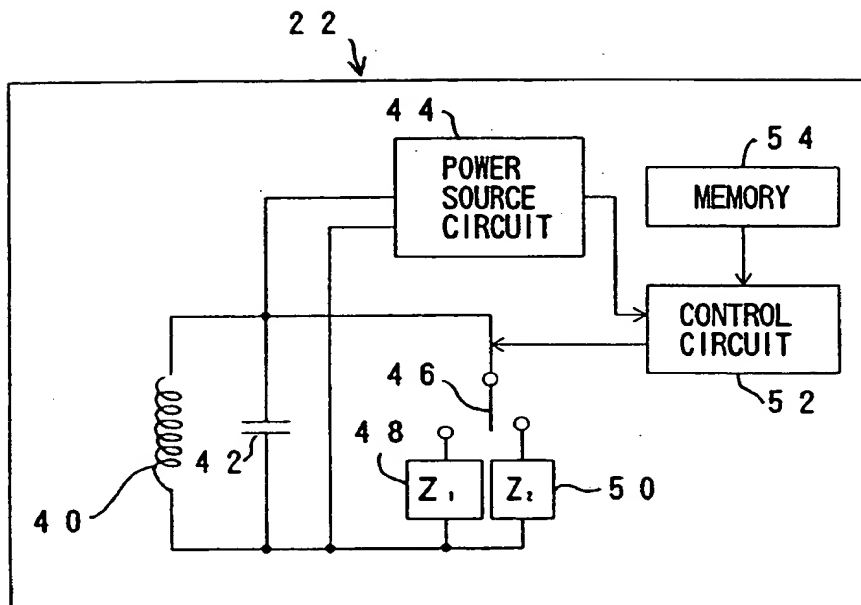 22
44
POWER
SOURCE
CIRCUIT
54
MEMORY
CONTROL
CIRCUIT
52
46
48
42
Z₁
Z₂
50
40